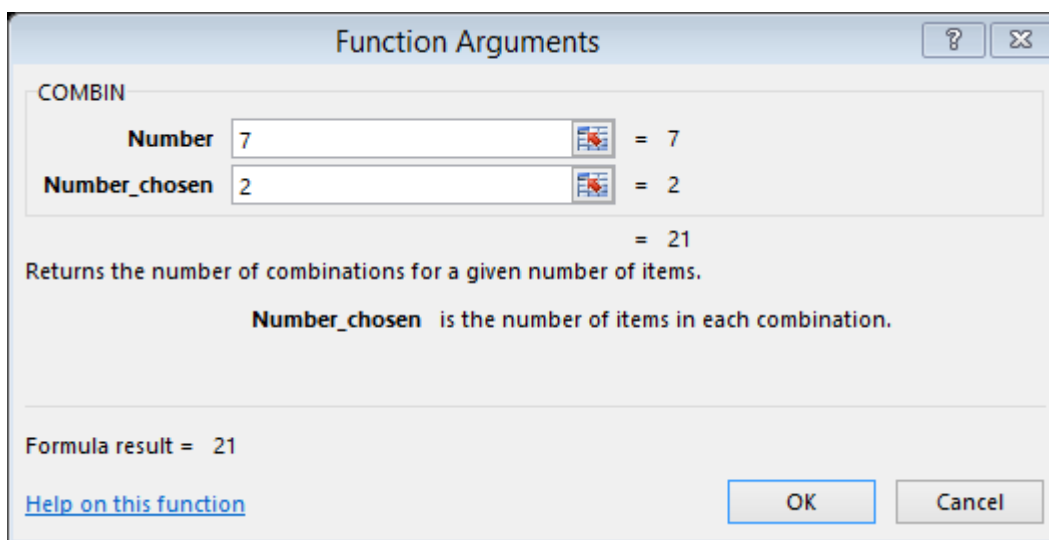 Function Arguments
COMBIN
Number 7 = 7
Number_chosen 2 = 2
= 21
Returns the number of combinations for a given number of items.
Number_chosen is the number of items in each combination.
Formula result = 21
Help on this function OK Cancel